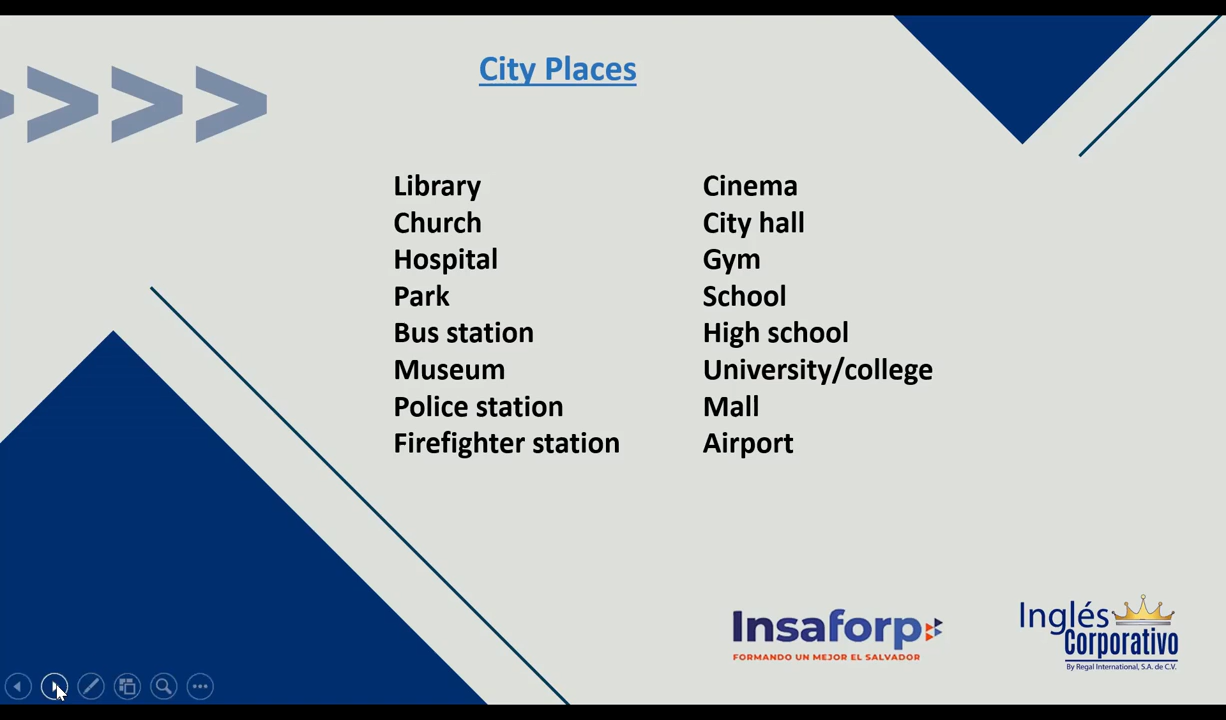 City Places
Library
Church
Hospital
Park
Bus station
Museum
Police station
Firefighter station
Cinema
City hall
Gym
School
High school
University/college
Mall
Airport
Insaforp
FORMANDO UN MEJOR EL SALVADOR
Inglés
Corporativo
By Regal International, S.A. de C.V.